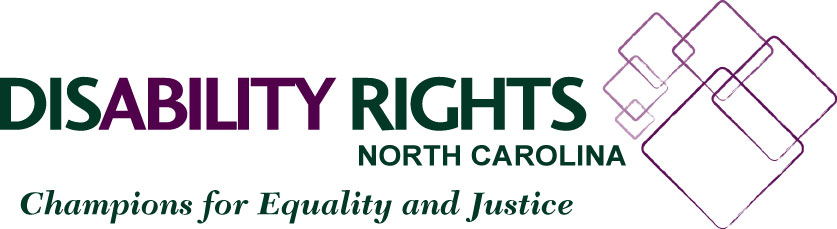 DISABILITY RIGHTS
NORTH CAROLINA
Champions for Equality and Justice